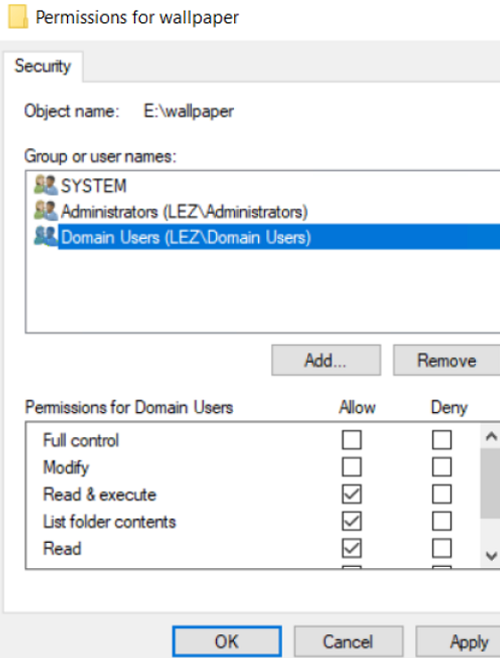 Permissions for wallpaper
Security
Object name: E:\wallpaper
Group or user names:
SYSTEM
Administrators (LEZ\Administrators)
Domain Users (LEZ\Domain Users)
Add... Remove
Permissions for Domain Users Allow Deny
Full control
Modify
Read & execute
List folder contents
Read
OK Cancel Apply